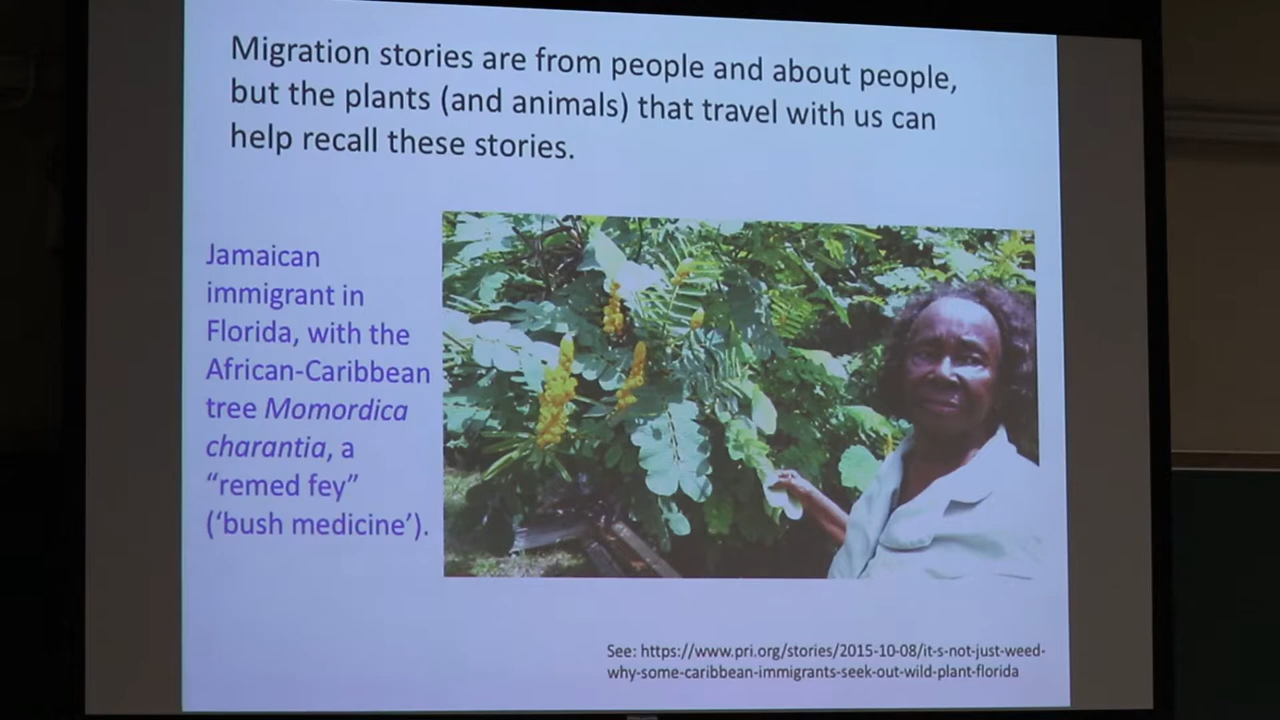 Migration stories are from people and about people,
but the plants (and animals) that travel with us can
help recall these stories.
Jamaican
immigrant in
Florida, with the
African-Caribbean
tree Momordica
charantia, a
“remed fey”
(‘bush medicine’).
See: https://www.pri.org/stories/2015-10-08/it-s-not-just-weed-
why-some-caribbean-immigrants-seek-out-wild-plant-florida